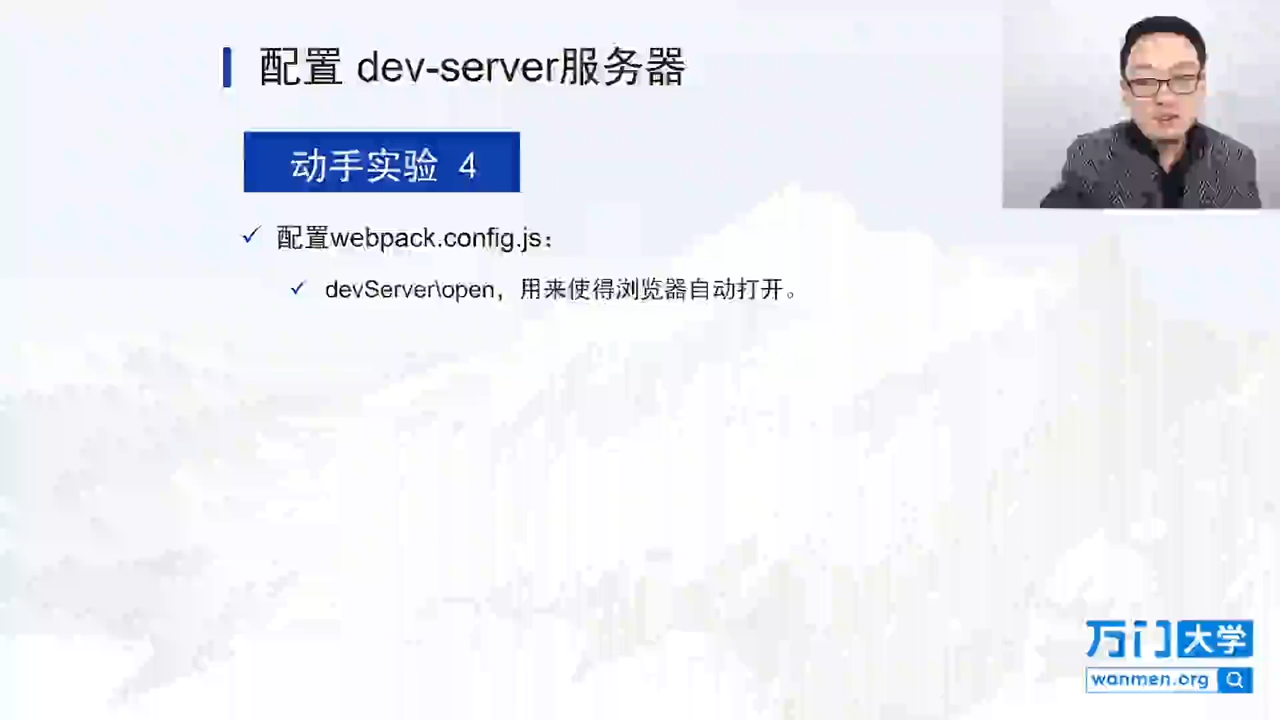 配置 dev-server服务器
动手实验 4
配置webpack.config.js：
devServer\open，用来使得浏览器自动打开。
万门大学
wanmen.org